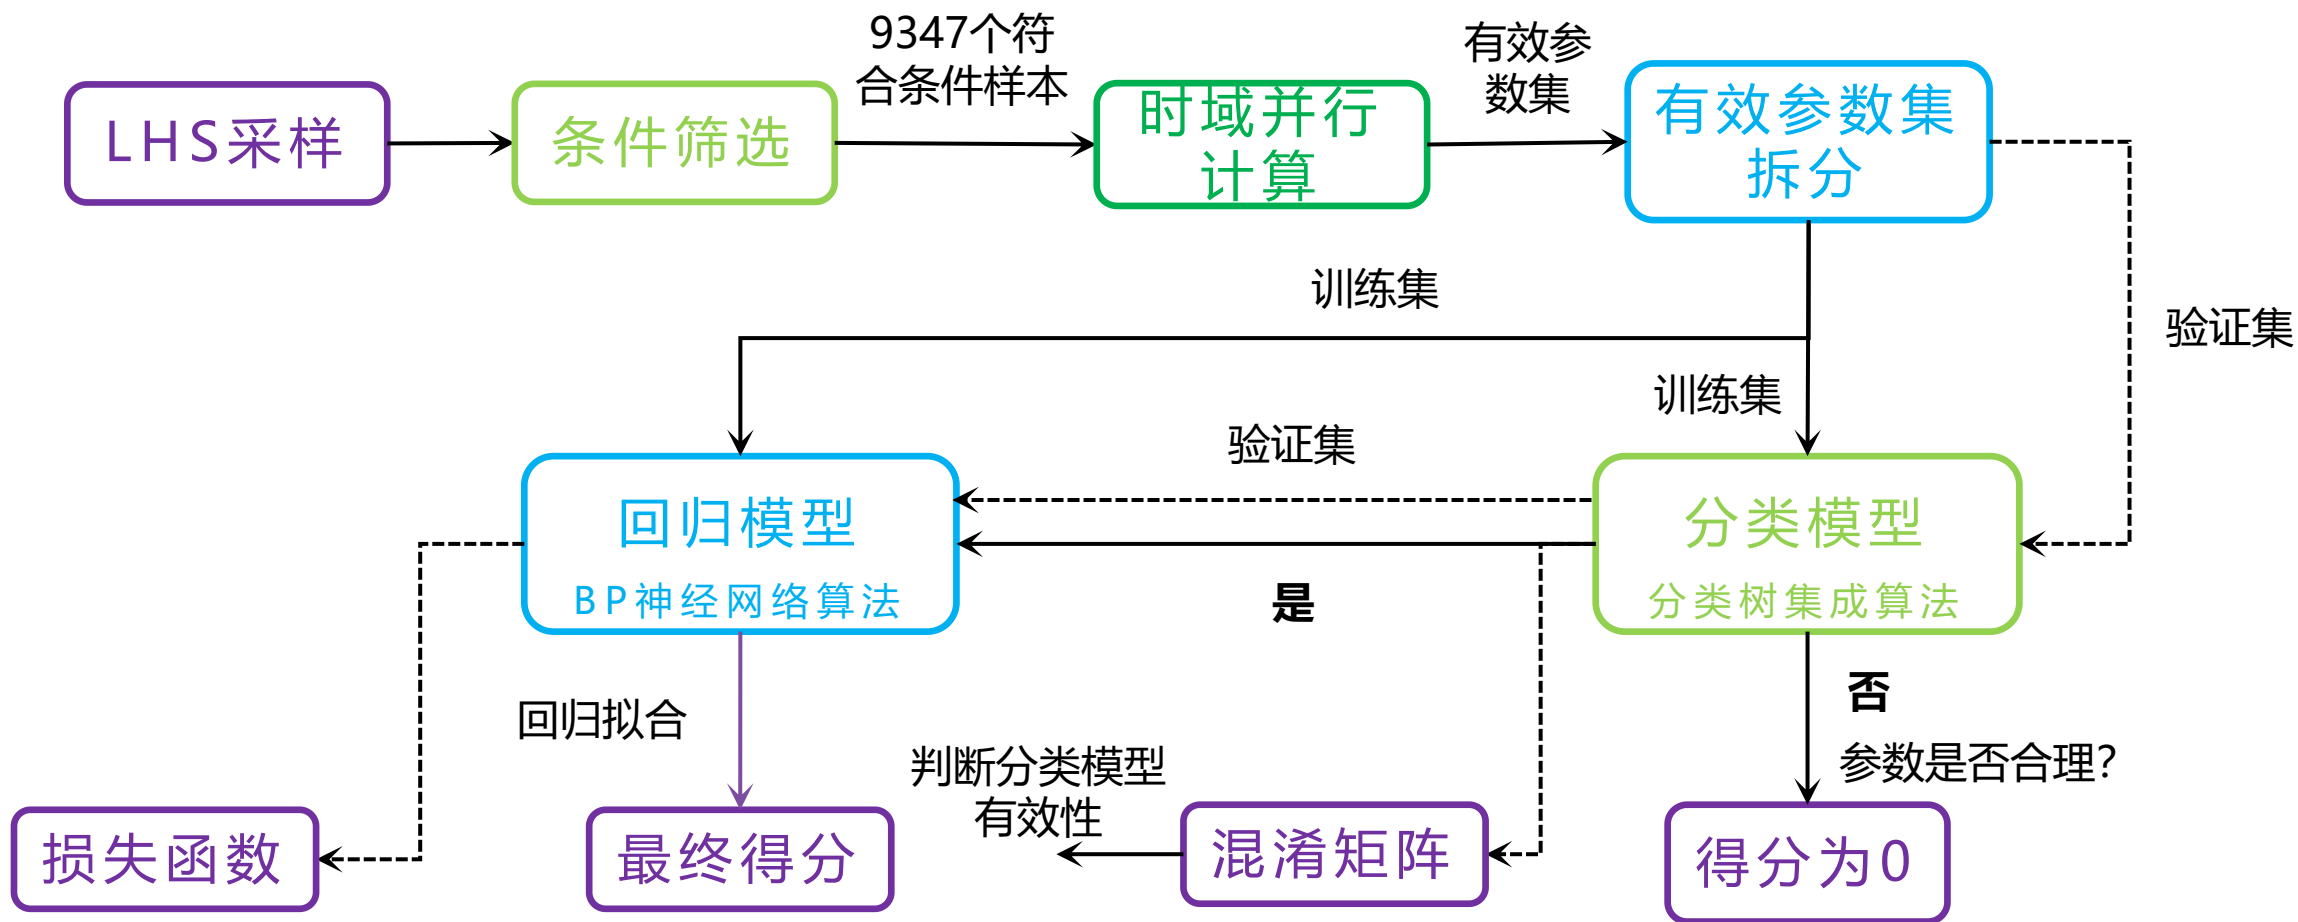 9347个符
合条件样本
有效参
数集
LHS采样
条件筛选
时域并行
计算
有效参数集
拆分
训练集
验证集
训练集
验证集
回归模型
BP神经网络算法
分类模型
分类树集成算法
是
否
回归拟合
参数是否合理？
判断分类模型
有效性
损失函数
最终得分
混淆矩阵
得分为0